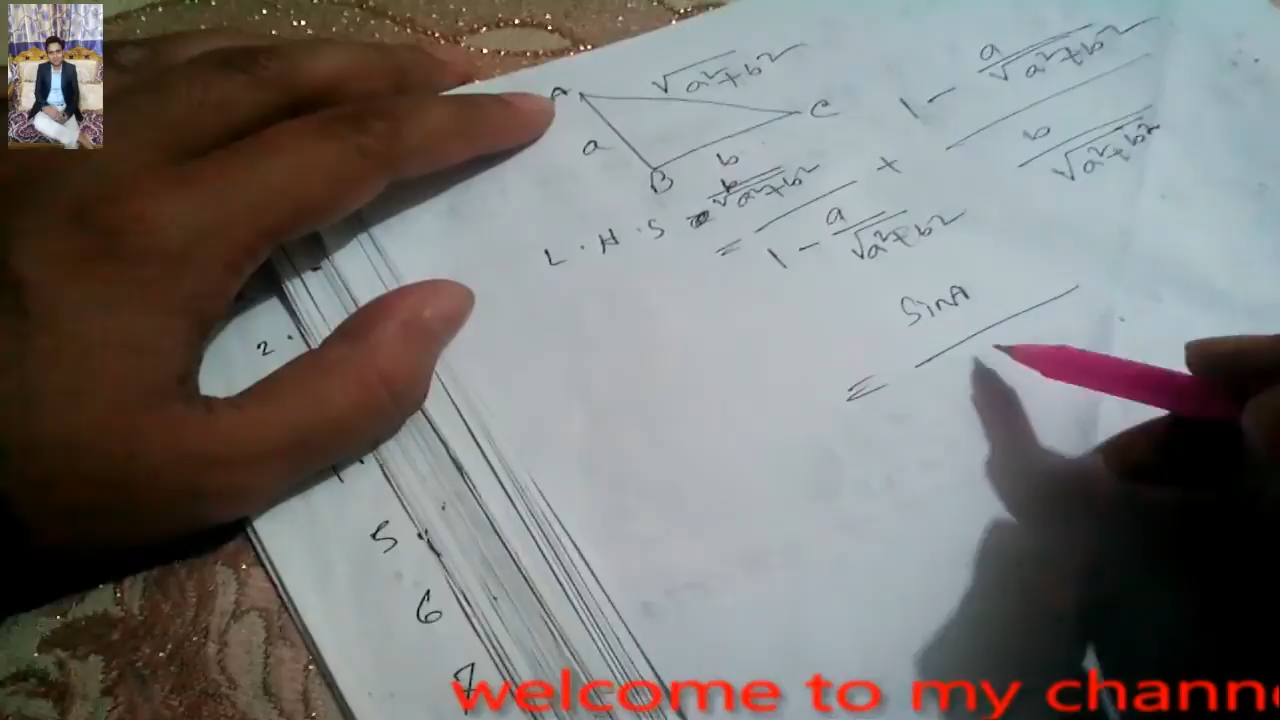 A √a²+b² C
a
b
B
L.H.S = b/√a²+b² / 1 - a/√a²+b² + 1 - a/√a²+b² / b/√a²+b²
= sinA
2.
5.
6
7
welcome to my channe